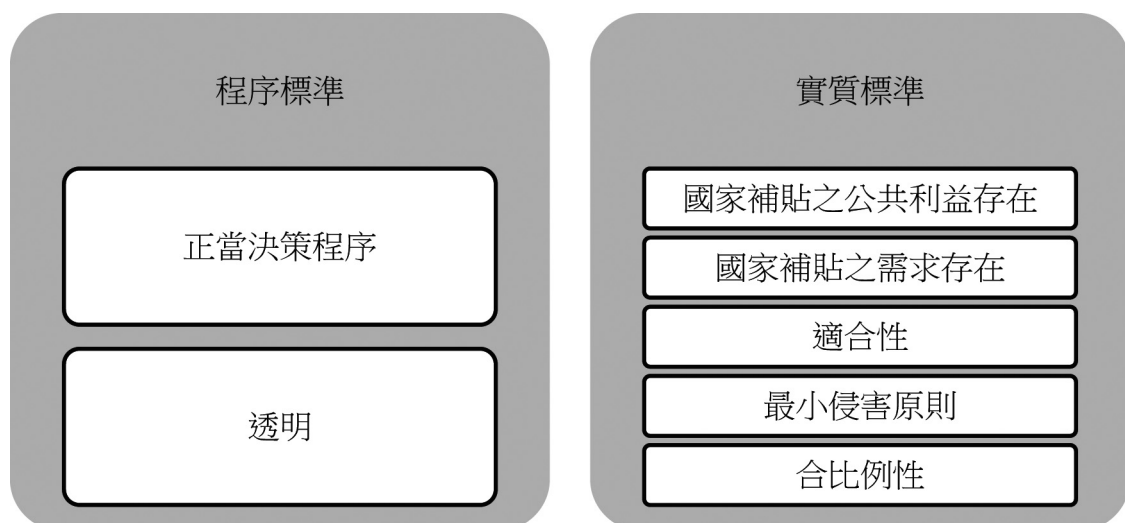 程序標準
正當決策程序
透明
實質標準
國家補貼之公共利益存在
國家補貼之需求存在
適合性
最小侵害原則
合比例性